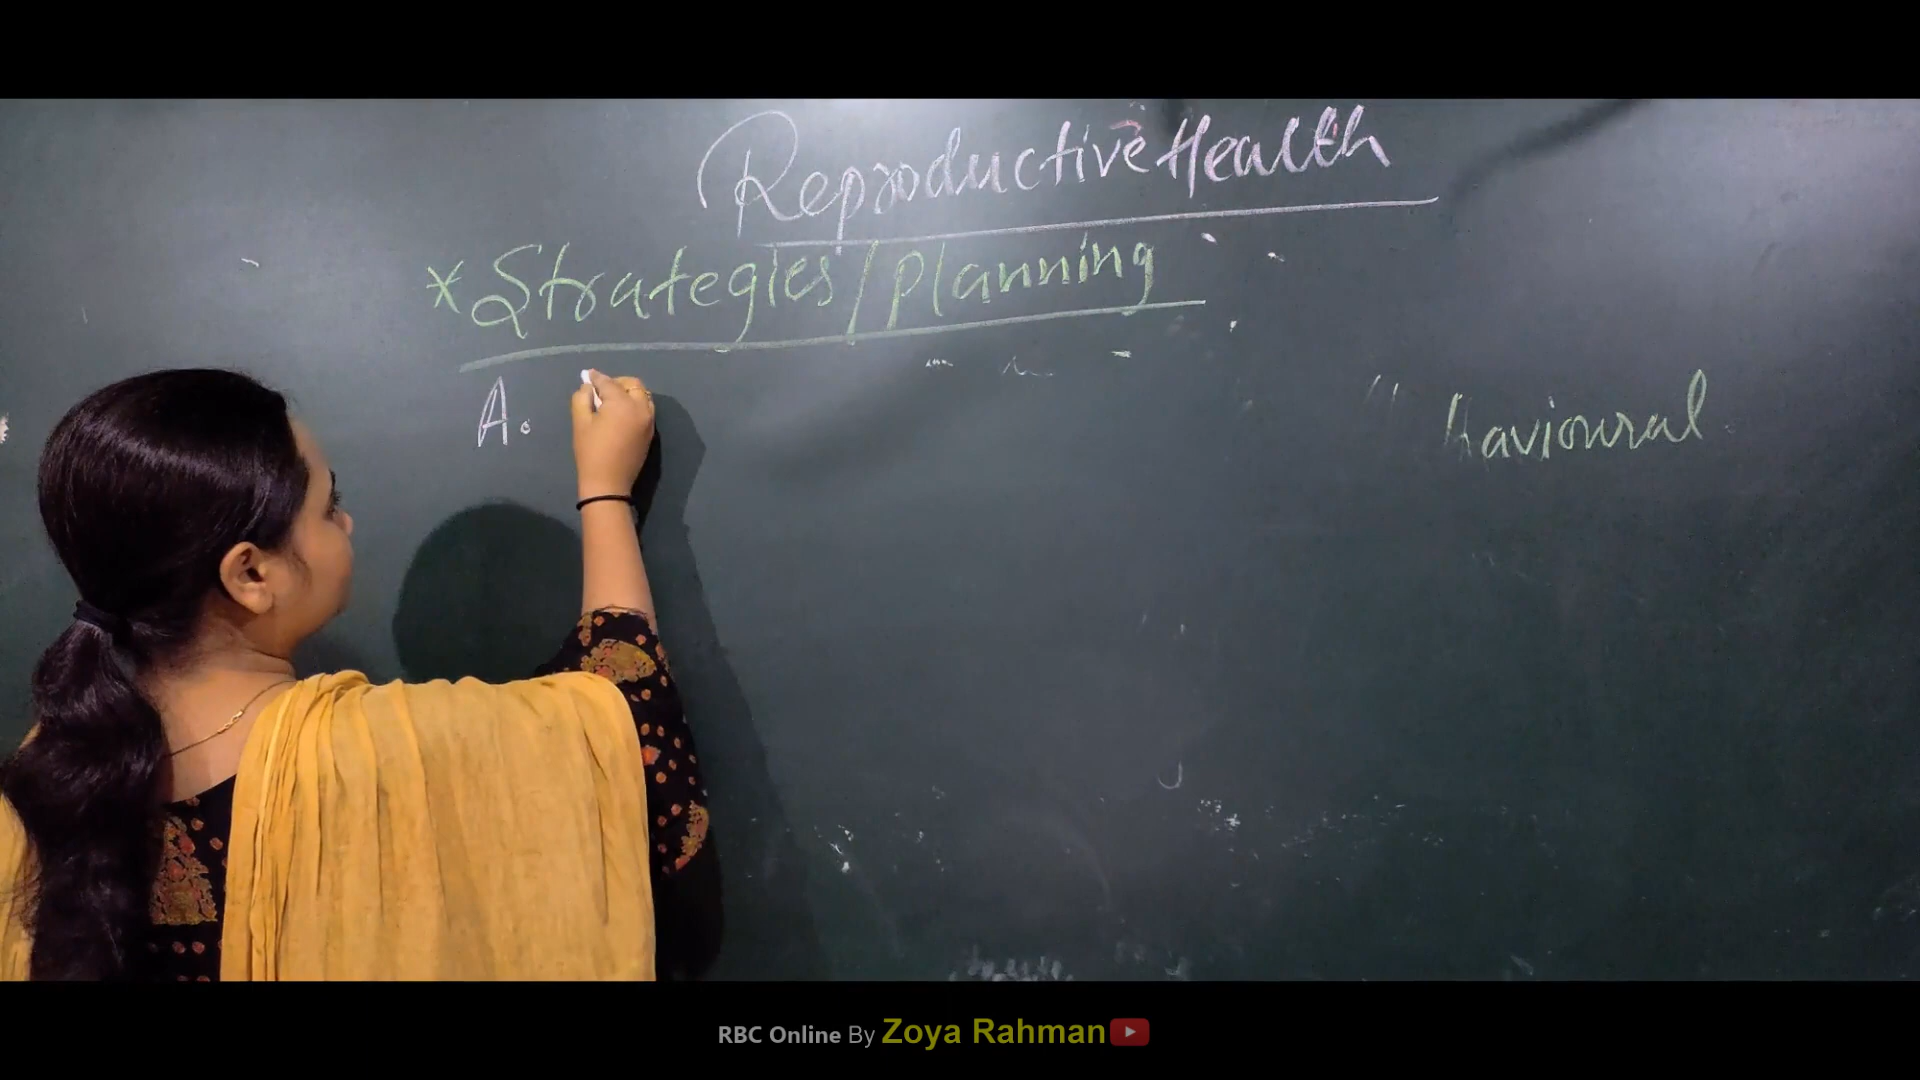 Reproductive Health
* Strategies / planning
A.
havioural
RBC Online By Zoya Rahman